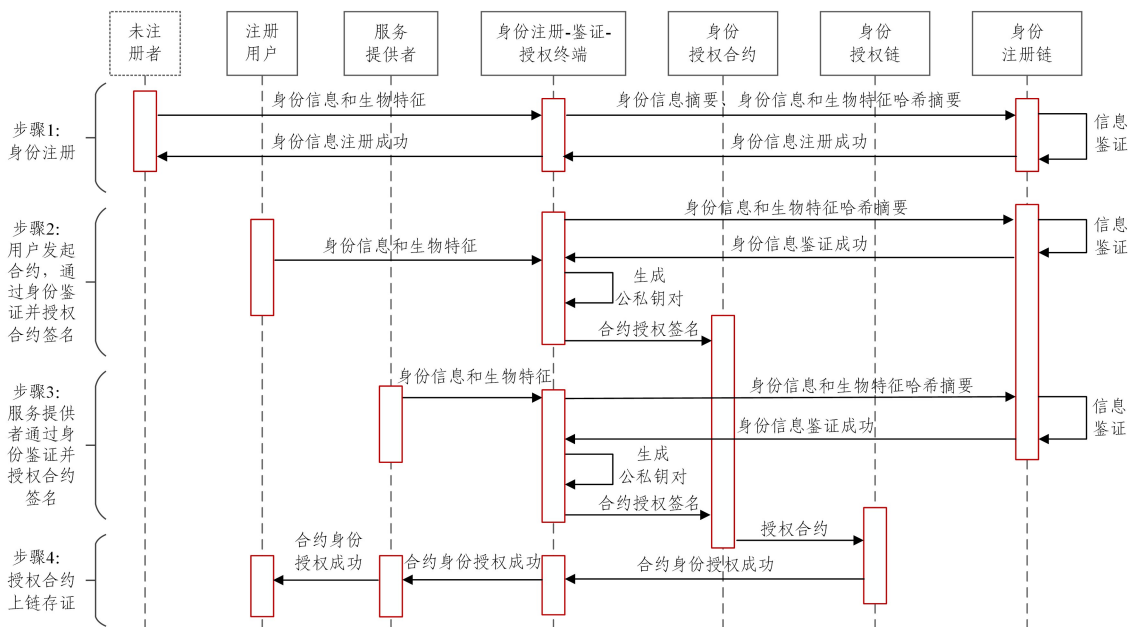 未注
册者
注册
用户
服务
提供者
身份注册-鉴证-
授权终端
身份
授权合约
身份
授权链
身份
注册链
步骤1:
身份注册
身份信息和生物特征
身份信息摘要、身份信息和生物特征哈希摘要
信息
鉴证
身份信息注册成功
身份信息注册成功
步骤2:
用户发起
合约，通
过身份鉴
证并授权
合约签名
身份信息和生物特征哈希摘要
信息
鉴证
身份信息和生物特征
身份信息鉴证成功
生成
公私钥对
合约授权签名
步骤3:
服务提供
者通过身
份鉴证并
授权合约
签名
身份信息和生物特征
身份信息和生物特征哈希摘要
信息
鉴证
身份信息鉴证成功
生成
公私钥对
合约授权签名
授权合约
步骤4:
授权合约
上链存证
合约身份
授权成功
合约身份授权成功
合约身份授权成功